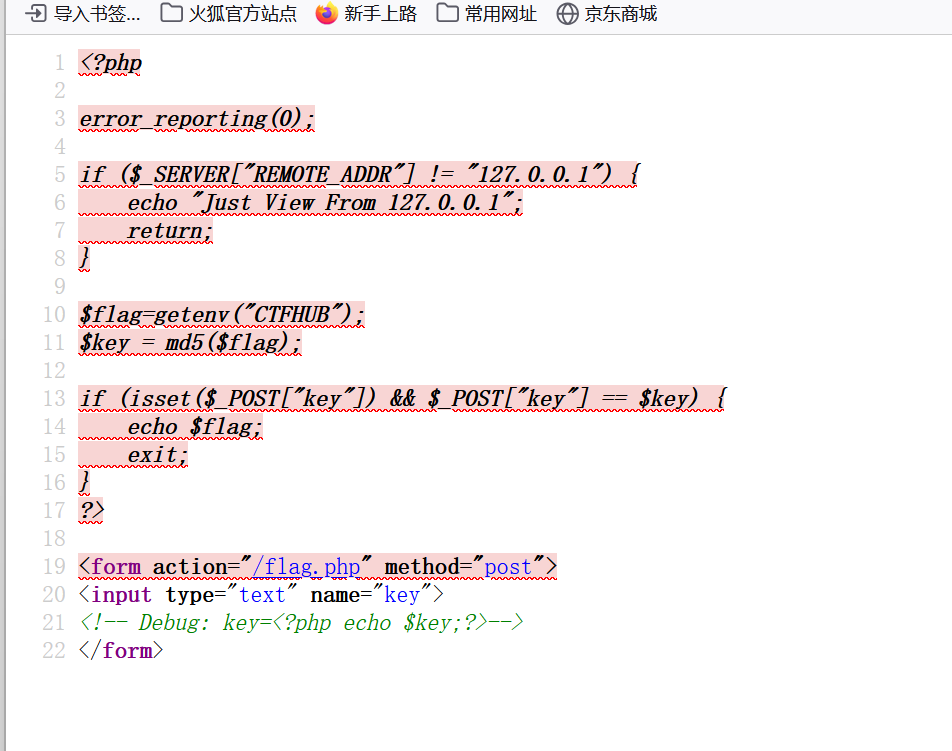 导入书签... 火狐官方站点 新手上路 常用网址 京东商城
1 <?php
2
3 error_reporting(0);
4
5 if ($_SERVER["REMOTE_ADDR"] != "127.0.0.1") {
6     echo "Just View From 127.0.0.1";
7     return;
8 }
9
10 $flag=getenv("CTFHUB");
11 $key = md5($flag);
12
13 if (isset($_POST["key"]) && $_POST["key"] == $key) {
14     echo $flag;
15     exit;
16 }
17 ?>
18
19 <form action="/flag.php" method="post">
20 <input type="text" name="key">
21 <!-- Debug: key=<?php echo $key;?>-->
22 </form>